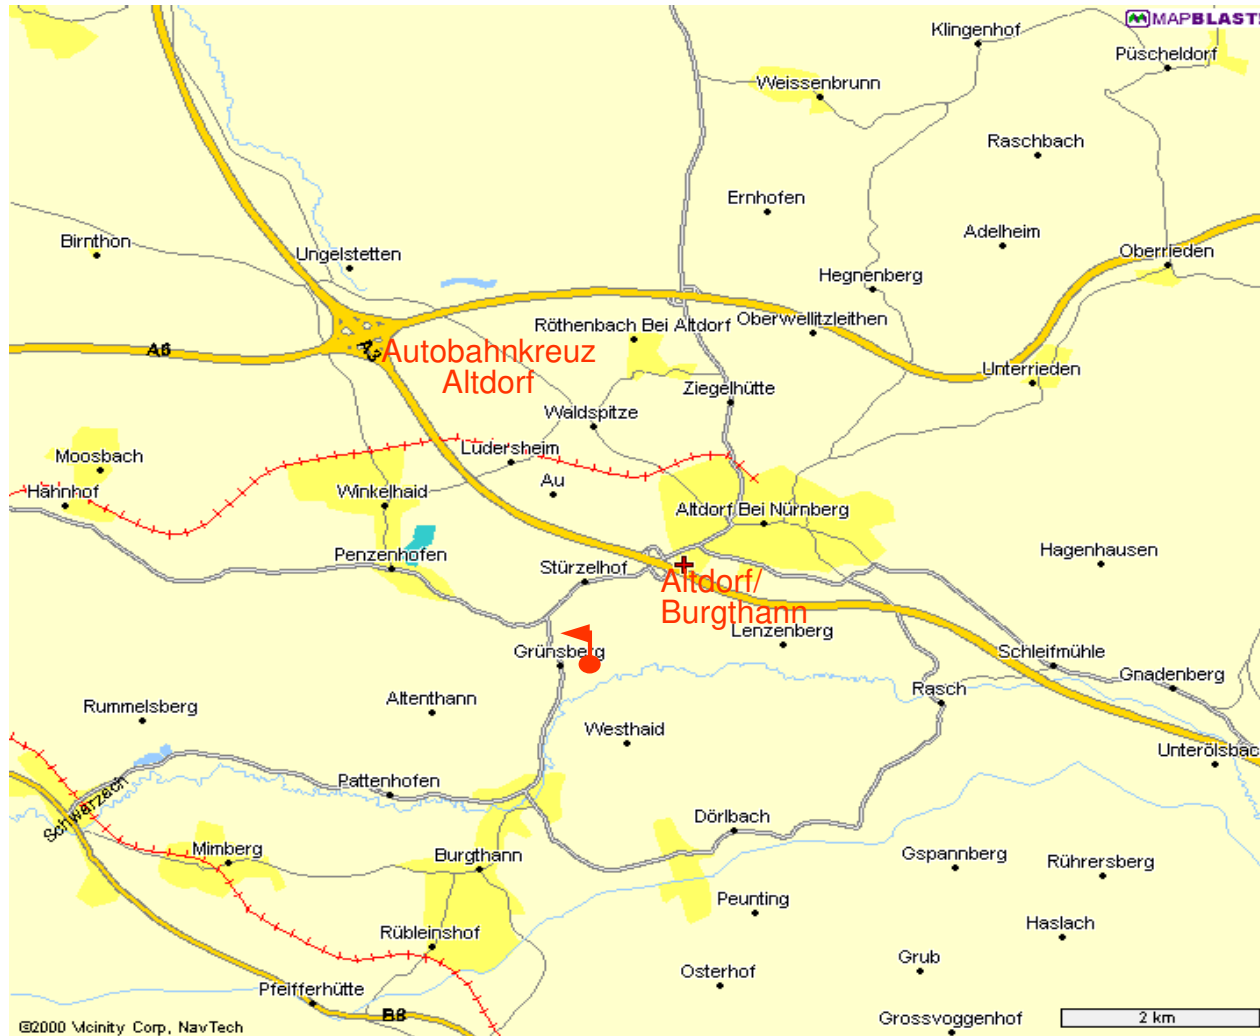 MAPBLAST!
Klingenhof
Püscheldorf
Weissenbrunn
Raschbach
Ernhofen
Adelheim
Birnthon
Ungelstetten
Oberrieden
Hegnenberg
Röthenbach Bei Altdorf
Oberwellitzleithen
A6
A3
Autobahnkreuz
Altdorf
Unterrieden
Ziegelhütte
Waldspitze
Moosbach
Ludersheim
Hahnhof
Winkelhaid
Au
Altdorf Bei Nürnberg
Penzenhofen
Stürzelhof
Hagenhausen
Altdorf/
Burgthann
Lenzenberg
Grünsberg
Schleifmühle
Gnadenberg
Rasch
Rummelsberg
Altenthann
Westhaid
Unterölsbac
Pattenhofen
Schwarzach
Dörlbach
Mimberg
Burgthann
Gspannberg
Rührersberg
Peunting
Haslach
Rübleinshof
Grub
Osterhof
Pfeifferhütte
B8
Grossvoggenhof
2 km
©2000 Vicinity Corp, NavTech